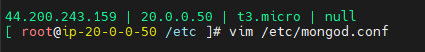 44.200.243.159 | 20.0.0.50 | t3.micro | null
[ root@ip-20-0-0-50 /etc ]# vim /etc/mongod.conf